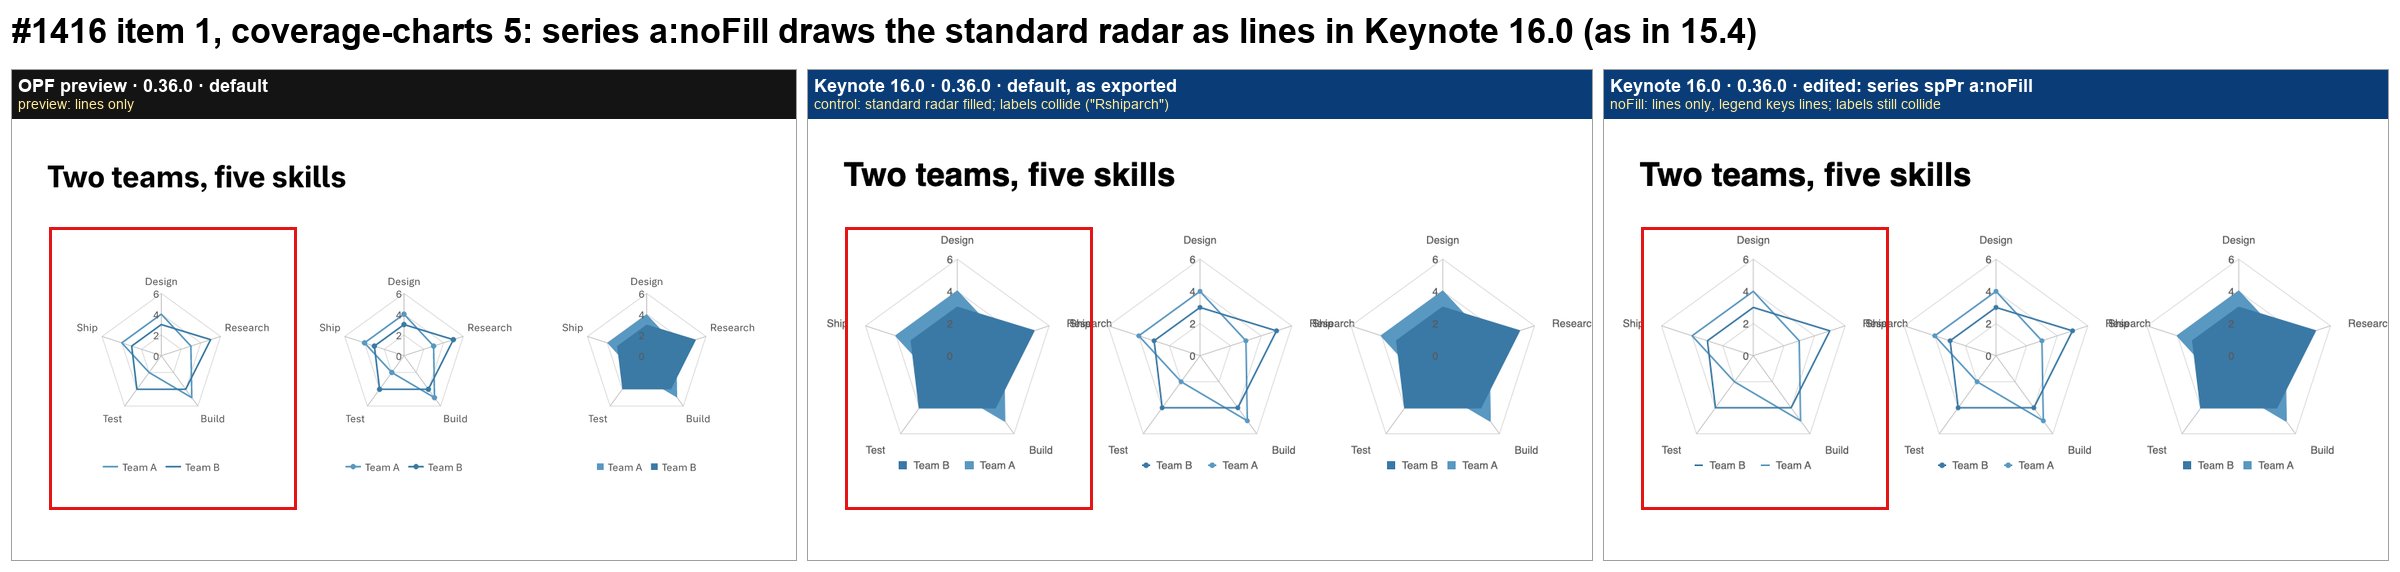 #1416 item 1, coverage-charts 5: series a:noFill draws the standard radar as lines in Keynote 16.0 (as in 15.4)
OPF preview · 0.36.0 · default
preview: lines only
Two teams, five skills
Design
6
4
2
0
Ship
Research
Test
Build
Team A
Team B
Design
6
4
2
0
Ship
Research
Test
Build
Team A
Team B
Design
6
4
2
0
Ship
Research
Test
Build
Team A
Team B
Keynote 16.0 · 0.36.0 · default, as exported
control: standard radar filled; labels collide ("Rshiparch")
Two teams, five skills
Design
6
4
2
0
Ship
Test
Build
Team B
Team A
Design
6
4
2
0
Test
Build
Team B
Team A
Design
6
4
2
0
Researc
Test
Build
Team B
Team A
Keynote 16.0 · 0.36.0 · edited: series spPr a:noFill
noFill: lines only, legend keys lines; labels still collide
Two teams, five skills
Design
6
4
2
0
Ship
Test
Build
Team B
Team A
Design
6
4
2
0
Test
Build
Team B
Team A
Design
6
4
2
0
Researc
Test
Build
Team B
Team A